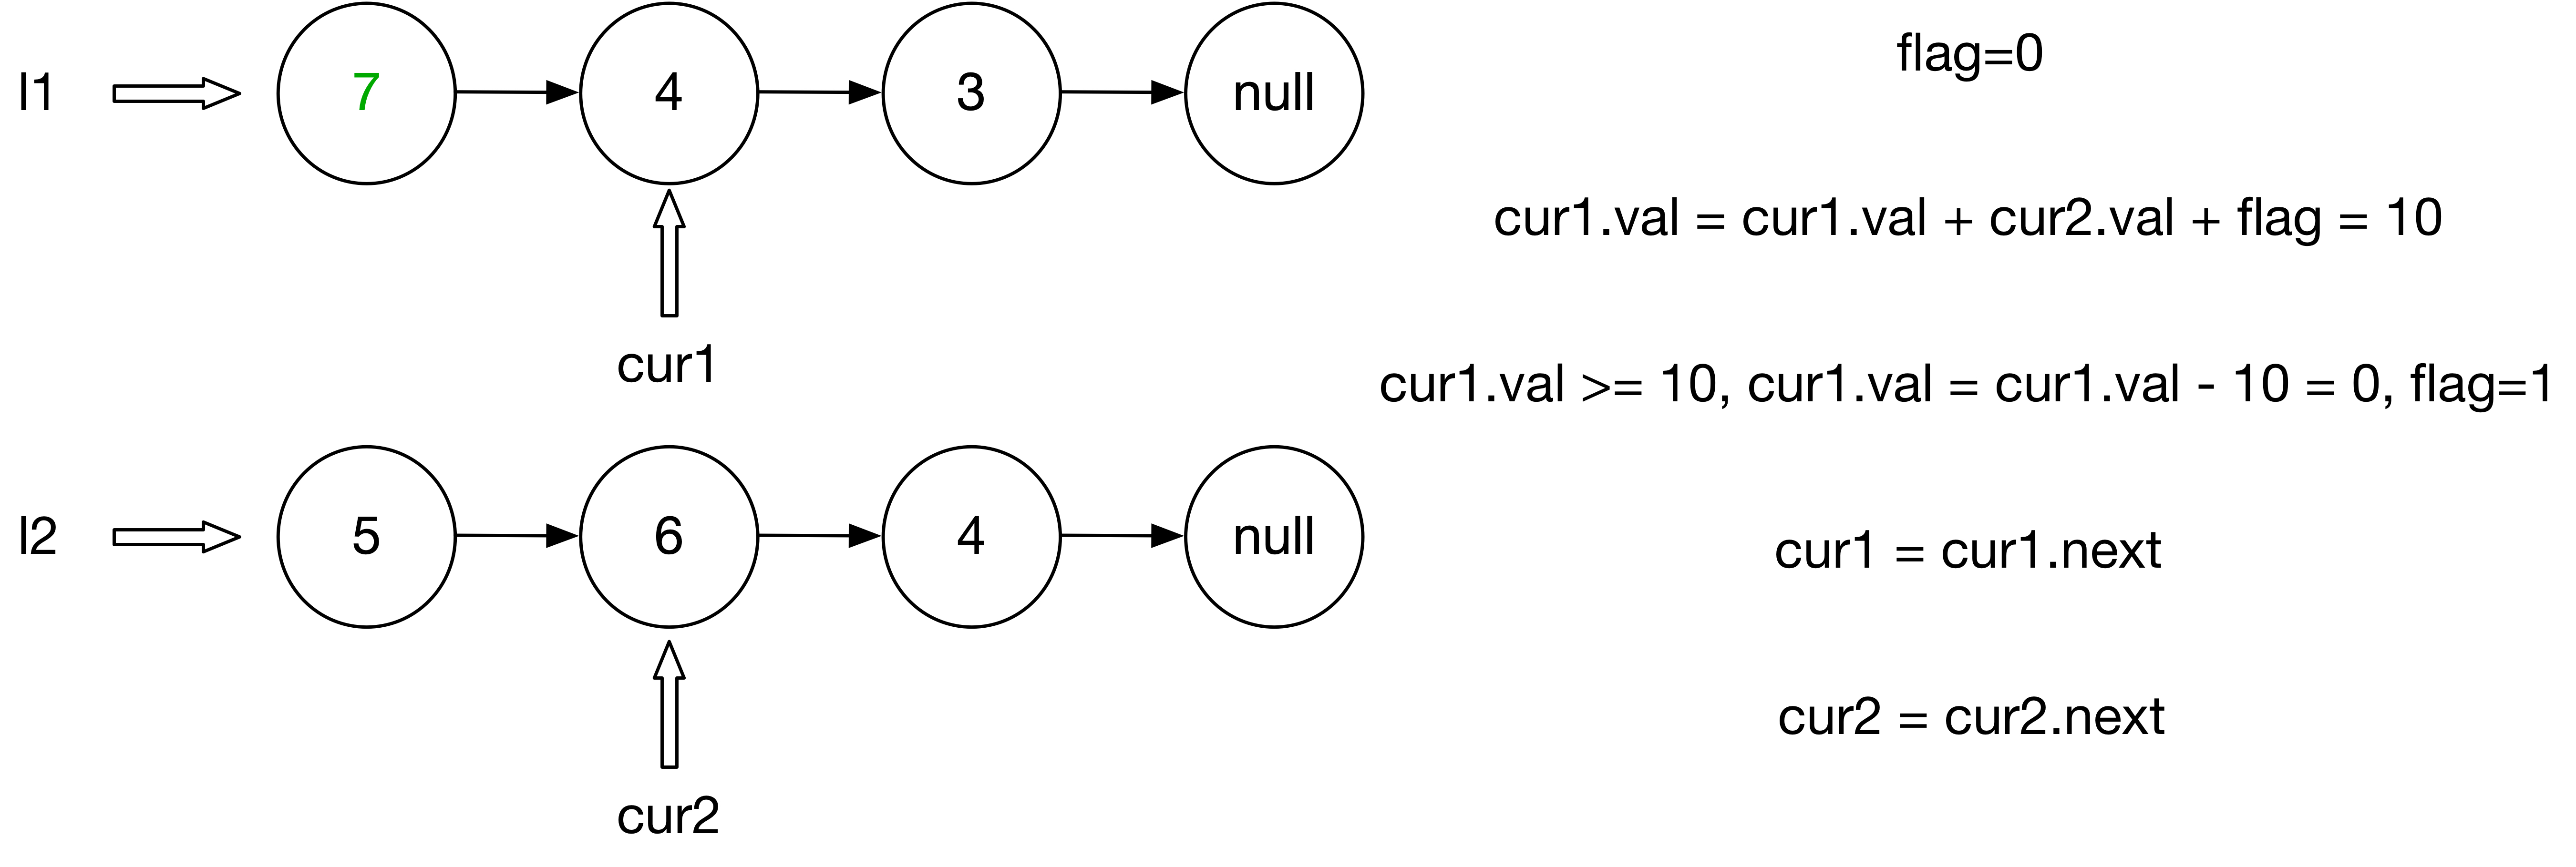 l1 7 4 3 null
cur1
l2 5 6 4 null
cur2
flag=0
cur1.val = cur1.val + cur2.val + flag = 10
cur1.val >= 10, cur1.val = cur1.val - 10 = 0, flag=1
cur1 = cur1.next
cur2 = cur2.next